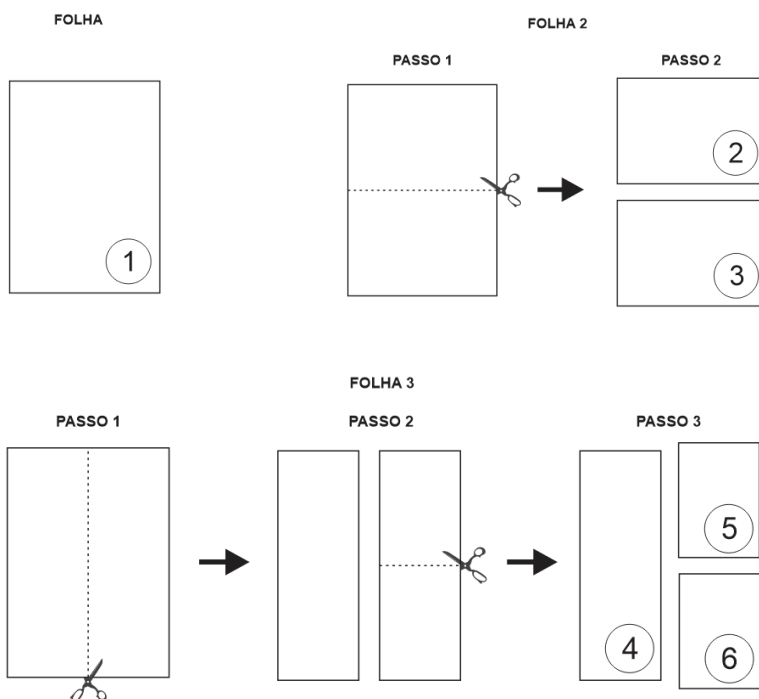 FOLHA
FOLHA 2
PASSO 1
PASSO 2
1
2
3
FOLHA 3
PASSO 1
PASSO 2
PASSO 3
4
5
6